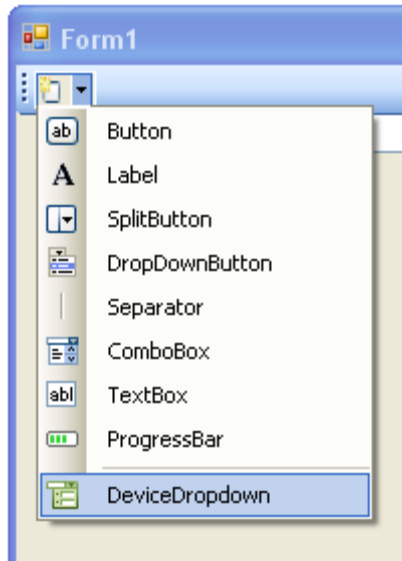 Form1
ab Button
A Label
SplitButton
DropDownButton
Separator
ComboBox
abl TextBox
ProgressBar
DeviceDropdown